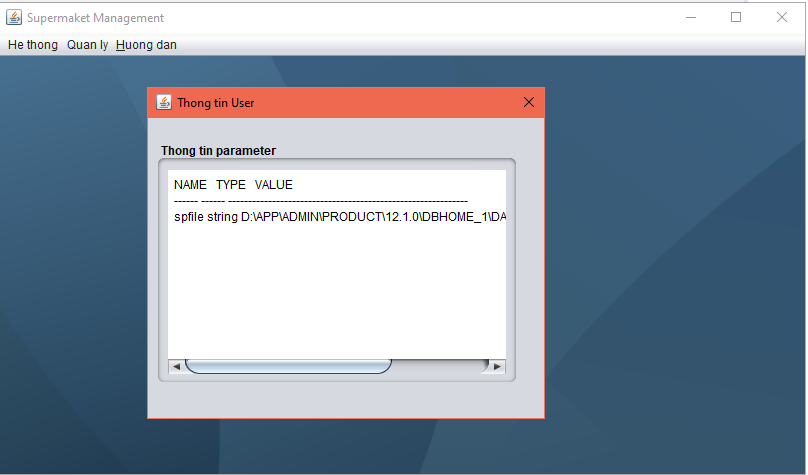 Supermaket Management
He thong Quan ly Huong dan
Thong tin User
Thong tin parameter
NAME TYPE VALUE
------ ------ ------------------------------------------------------------
spfile string D:\APP\ADMIN\PRODUCT\12.1.0\DBHOME_1\DA